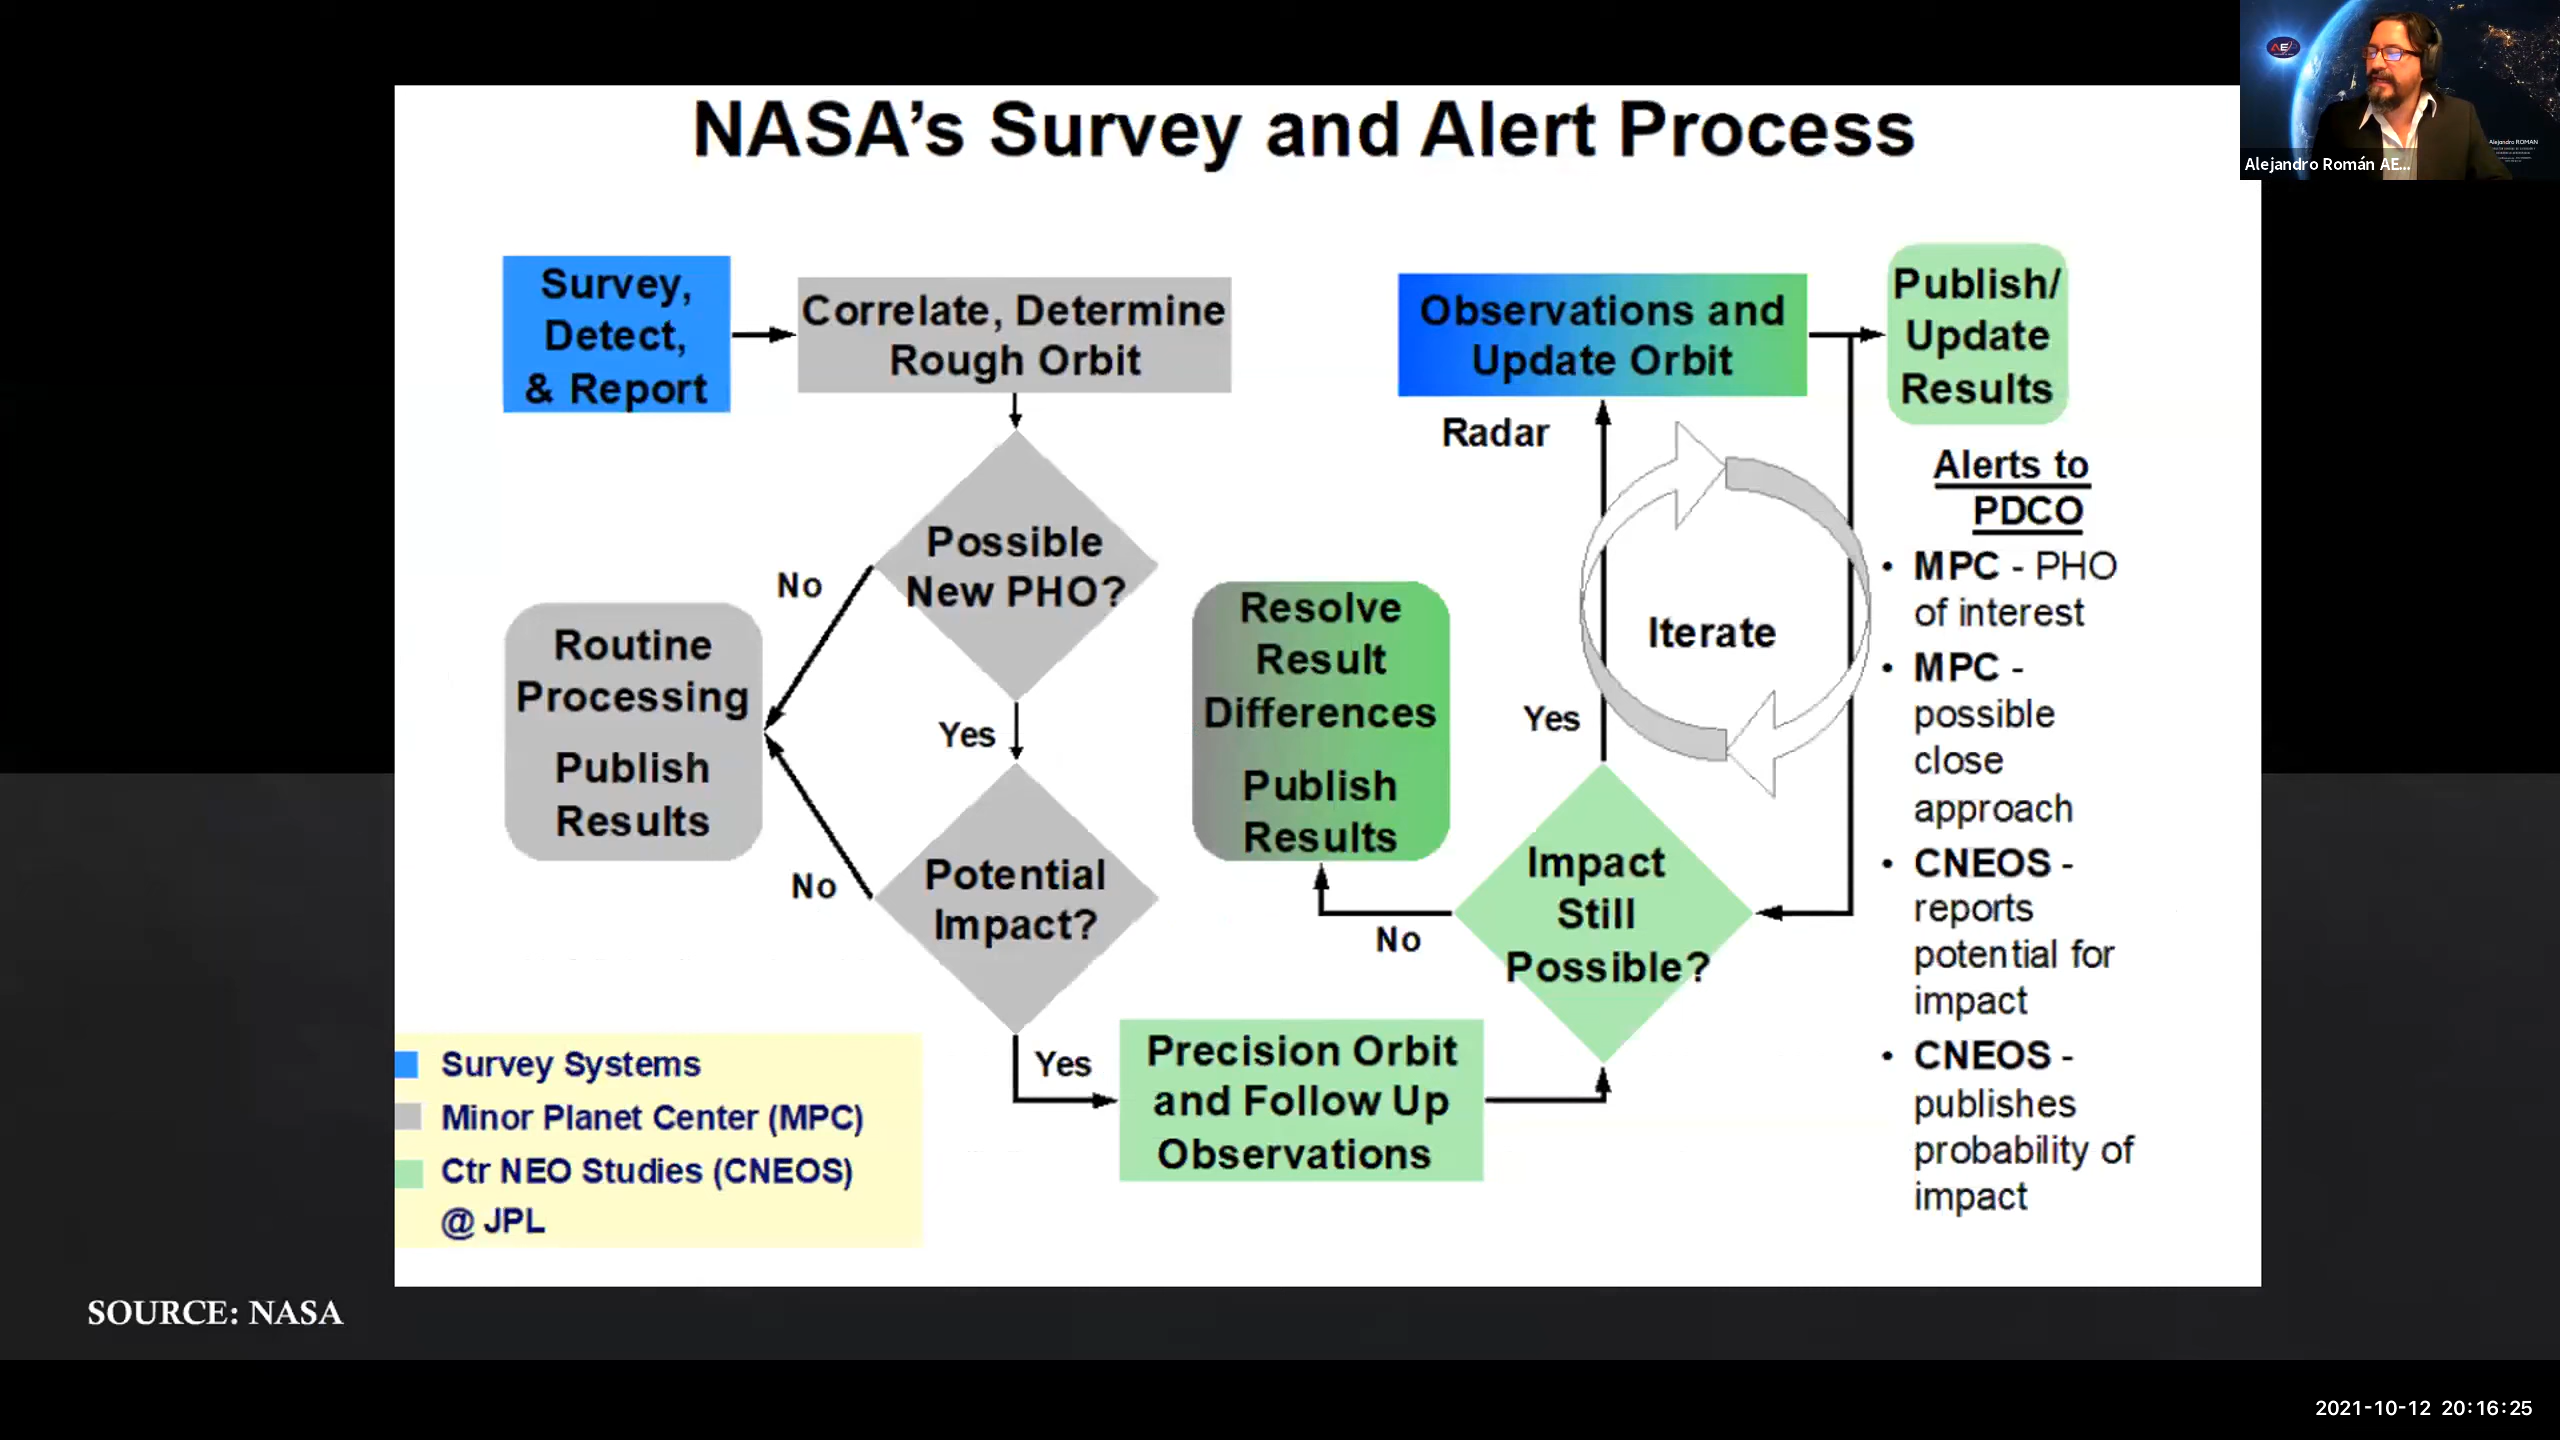 NASA’s Survey and Alert Process
Survey,
Detect,
& Report
Correlate, Determine
Rough Orbit
Observations and
Update Orbit
Publish/
Update
Results
Radar
Possible
New PHO?
No
Yes
Routine
Processing
Publish
Results
Potential
Impact?
No
Yes
Precision Orbit
and Follow Up
Observations
Resolve
Result
Differences
Publish
Results
Iterate
Yes
Impact
Still
Possible?
No
Alerts to
PDCO
• MPC - PHO
of interest
• MPC -
possible
close
approach
• CNEOS -
reports
potential for
impact
• CNEOS -
publishes
probability of
impact
Survey Systems
Minor Planet Center (MPC)
Ctr NEO Studies (CNEOS)
@ JPL
SOURCE: NASA
AE
Alejandro ROMAN
Alejandro Román AE...
2021-10-12 20:16:25